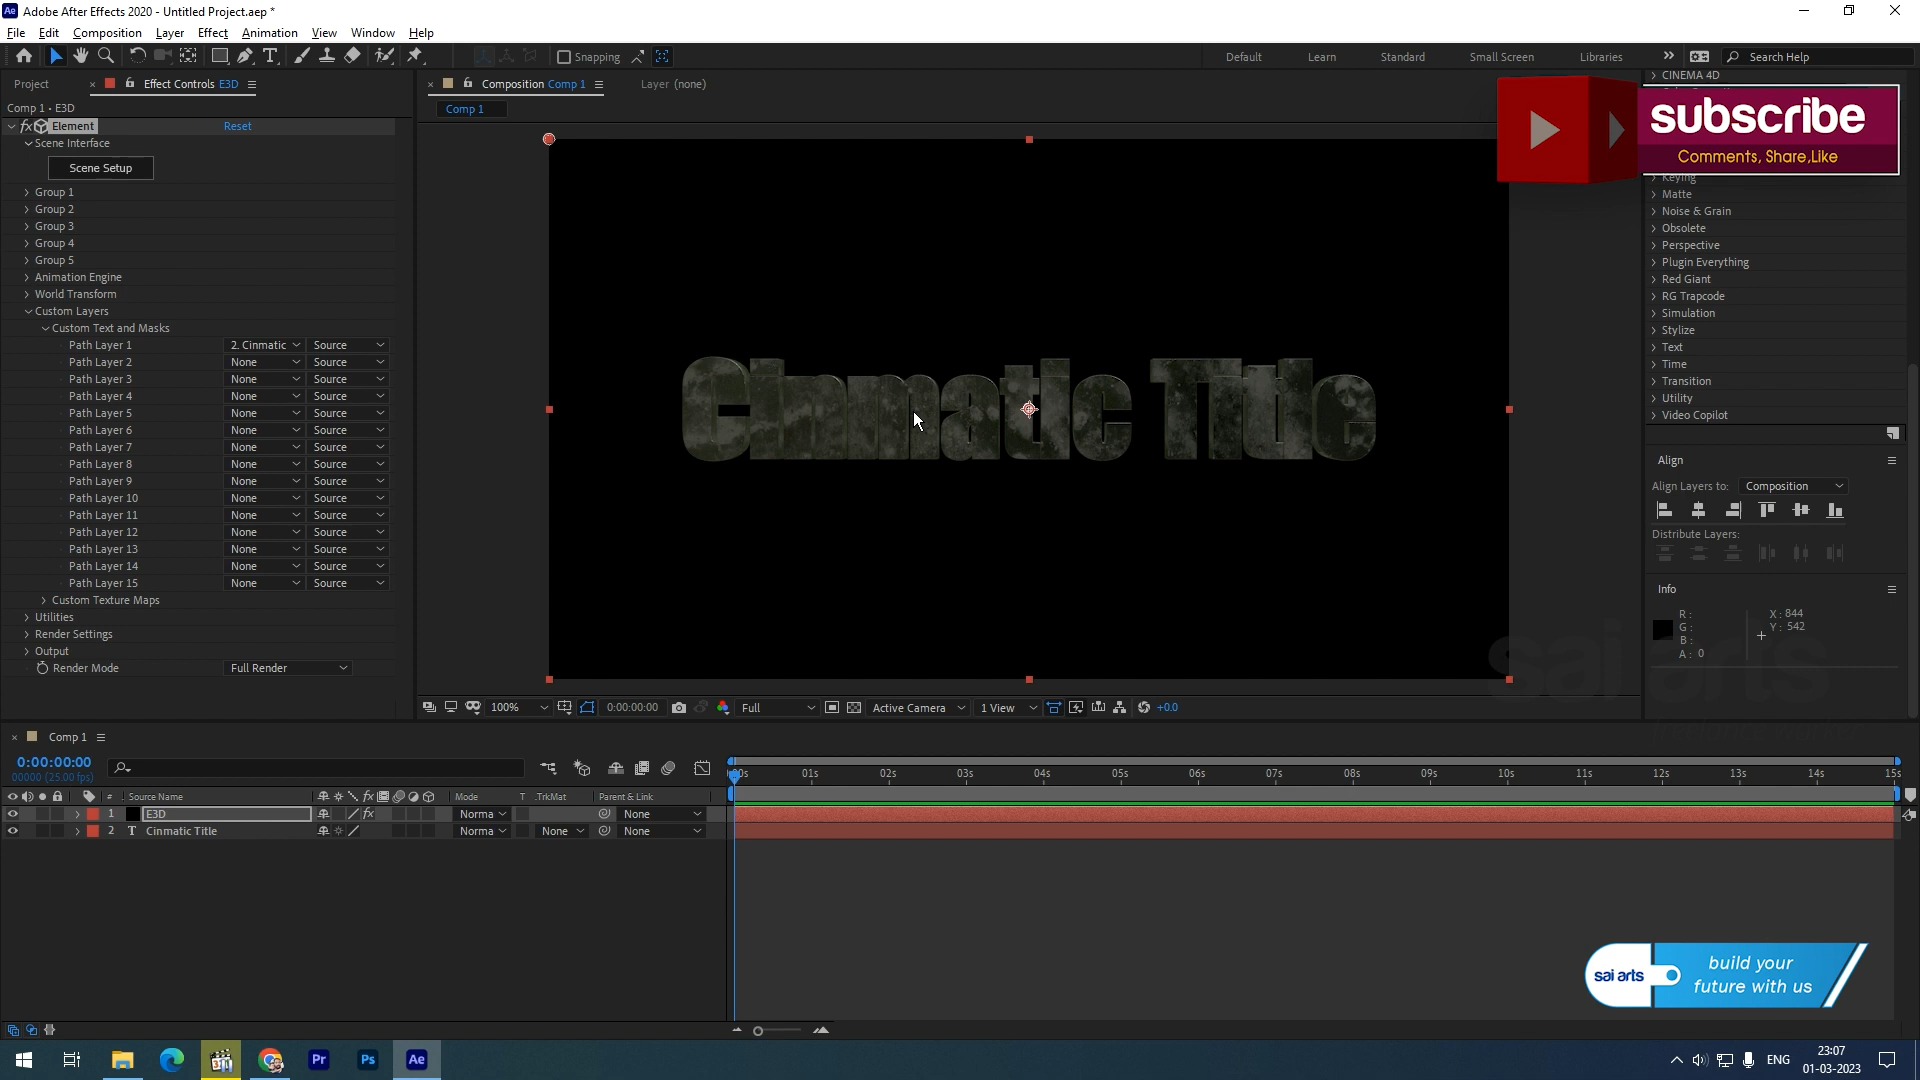 Adobe After Effects 2020 - Untitled Project.aep *
File Edit Composition Layer Effect Animation View Window Help
Snapping
Default Learn Standard Small Screen Libraries
Search Help
Project
Effect Controls E3D
Composition Comp 1
Layer (none)
Comp 1 • E3D
Comp 1
fx Element Reset
Scene Interface
Scene Setup
Group 1
Group 2
Group 3
Group 4
Group 5
Animation Engine
World Transform
Custom Layers
Custom Text and Masks
Path Layer 1 2. Cinmatic Source
Path Layer 2 None Source
Path Layer 3 None Source
Path Layer 4 None Source
Path Layer 5 None Source
Path Layer 6 None Source
Path Layer 7 None Source
Path Layer 8 None Source
Path Layer 9 None Source
Path Layer 10 None Source
Path Layer 11 None Source
Path Layer 12 None Source
Path Layer 13 None Source
Path Layer 14 None Source
Path Layer 15 None Source
Custom Texture Maps
Utilities
Render Settings
Output
Render Mode Full Render
Cinmatic Title
CINEMA 4D
subscribe
Comments, Share,Like
Keying
Matte
Noise & Grain
Obsolete
Perspective
Plugin Everything
Red Giant
RG Trapcode
Simulation
Stylize
Text
Time
Transition
Utility
Video Copilot
Align
Align Layers to: Composition
Distribute Layers:
Info
R :
G :
B :
A : 0
X : 844
Y : 542
sai arts
100% 0:00:00:00 Full Active Camera 1 View +0.0
Comp 1
0:00:00:00
00000 (25.00 fps)
# Source Name fx Mode T .TrkMat Parent & Link
1 E3D fx Norma None
2 T Cinmatic Title Norma None None
01s 02s 03s 04s 05s 06s 07s 08s 09s 10s 11s 12s 13s 14s 15s
sai arts
build your
future with us
Pr Ps Ae
ENG
23:07
01-03-2023